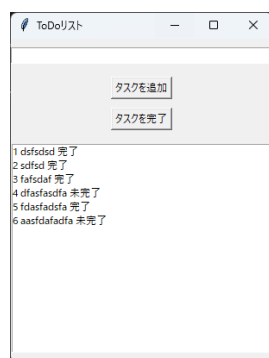 ToDoリスト
タスクを追加
タスクを完了
1 dsfsdsd 完了
2 sdfsd 完了
3 fafsdaf 完了
4 dfasfasdfa 未完了
5 fdasfadsfa 完了
6 aasfdafadfa 未完了